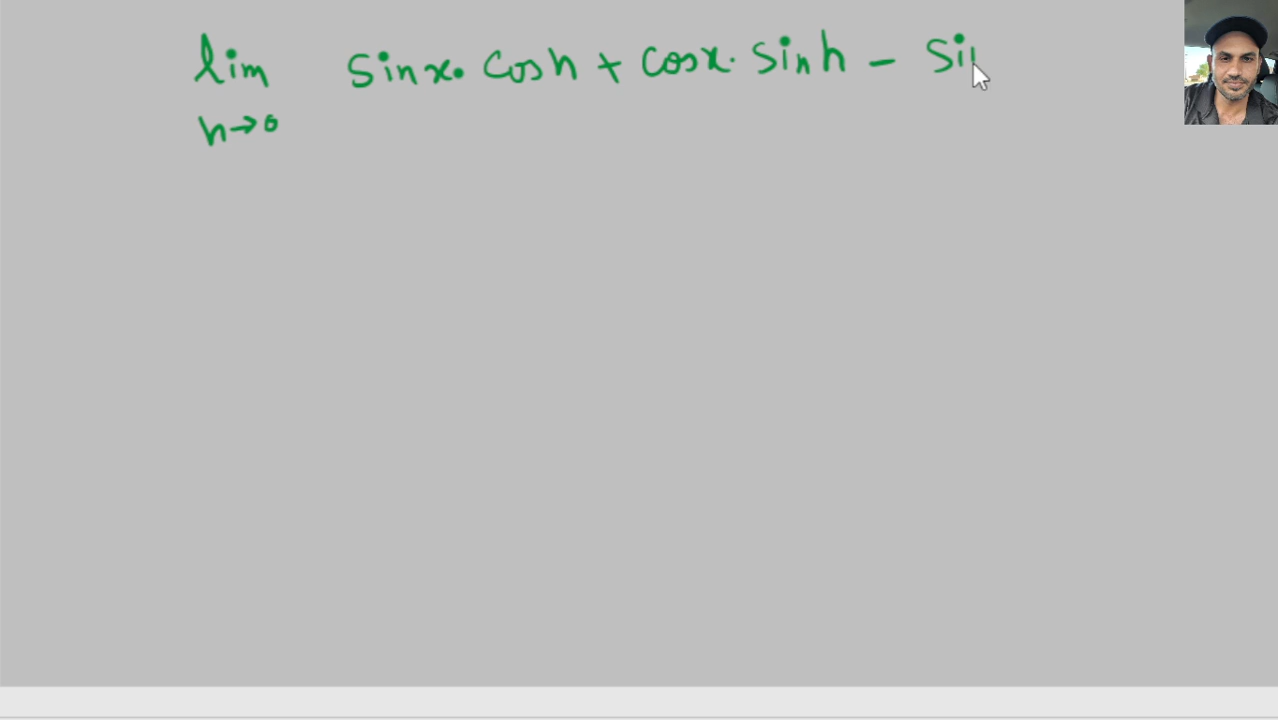 lim sinx. cosh + cosx. sinh - si
h→0